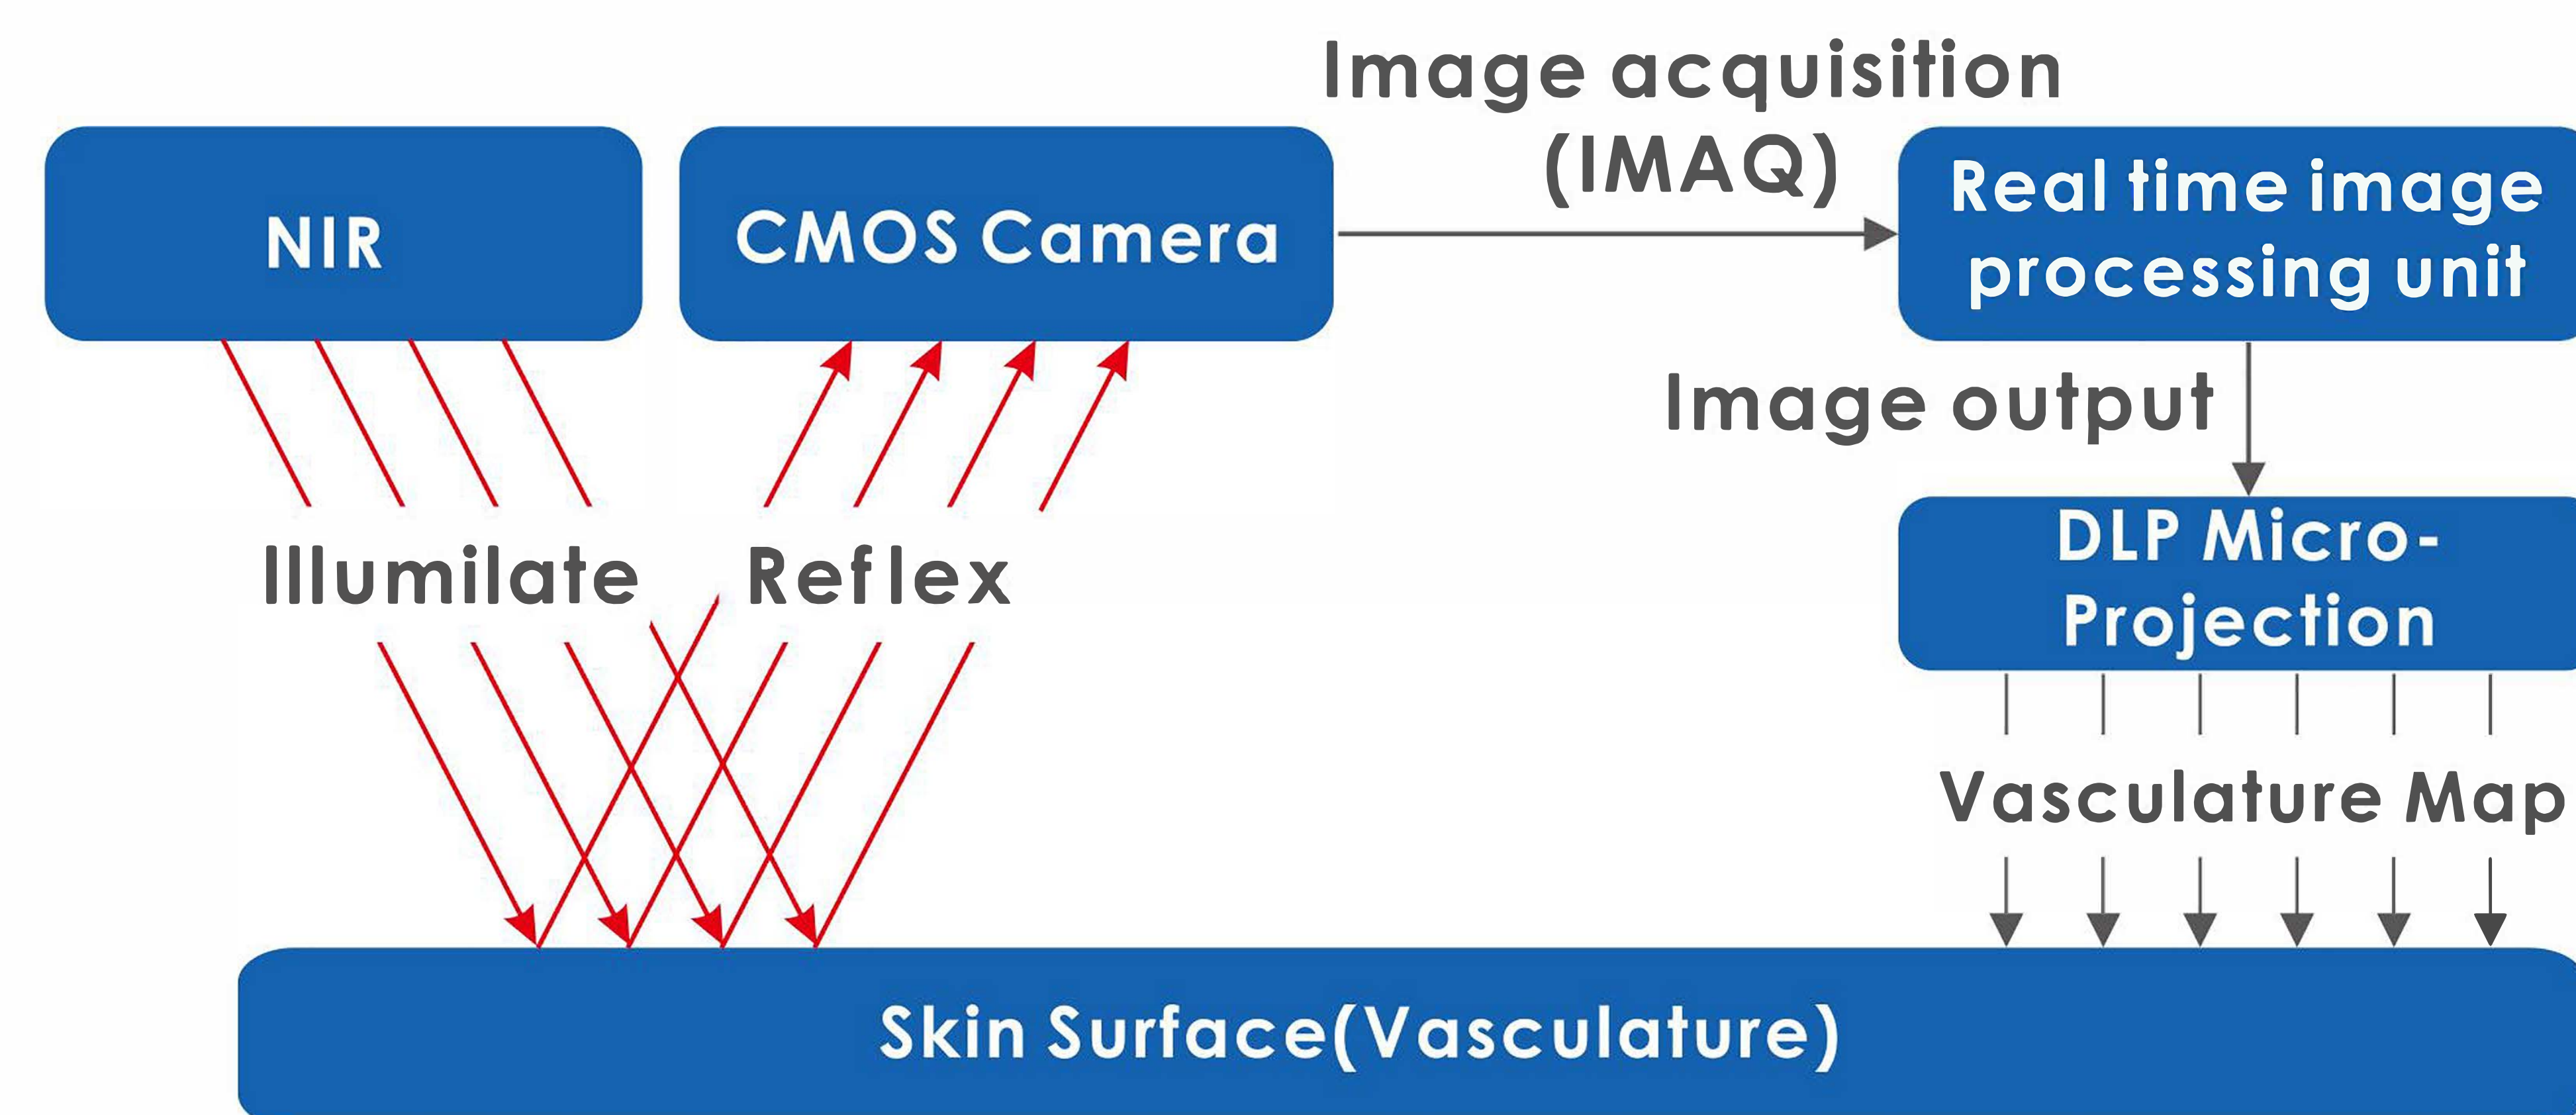 Image acquisition
(IMAQ)
NIR
CMOS Camera
Real time image
processing unit
Image output
DLP Micro-
Projection
Illumilate
Reflex
Vasculature Map
Skin Surface(Vasculature)